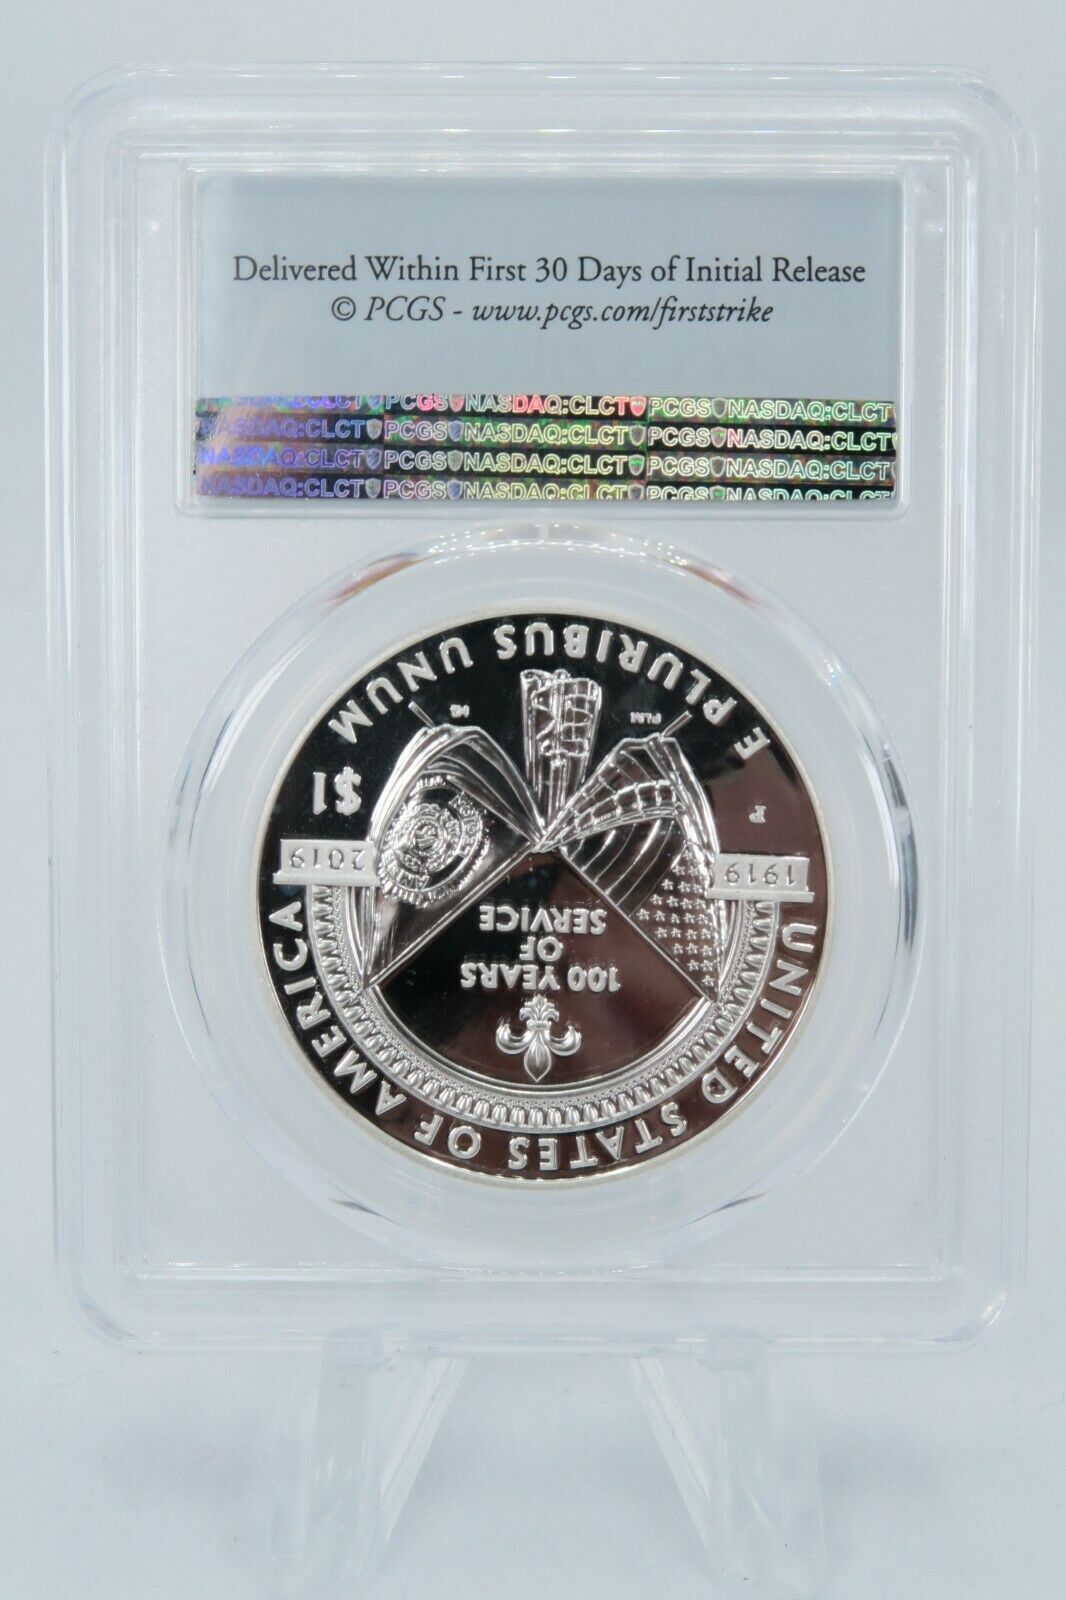 Delivered Within First 30 Days of Initial Release
© PCGS - www.pcgs.com/firststrike
NASDAQ:CLCT PCGS NASDAQ:CLCT PCGS NASDAQ:CLCT
NASDAQ:CLCT PCGS NASDAQ:CLCT PCGS NASDAQ:CLCT
NASDAQ:CLCT PCGS NASDAQ:CLCT PCGS NASDAQ:CLCT
NASDAQ:CLCT PCGS NASDAQ:CLCT PCGS NASDAQ:CLCT
UNITED STATES OF AMERICA
100 YEARS
OF
SERVICE
1919
2019
P
$1
PLM
E PLURIBUS UNUM